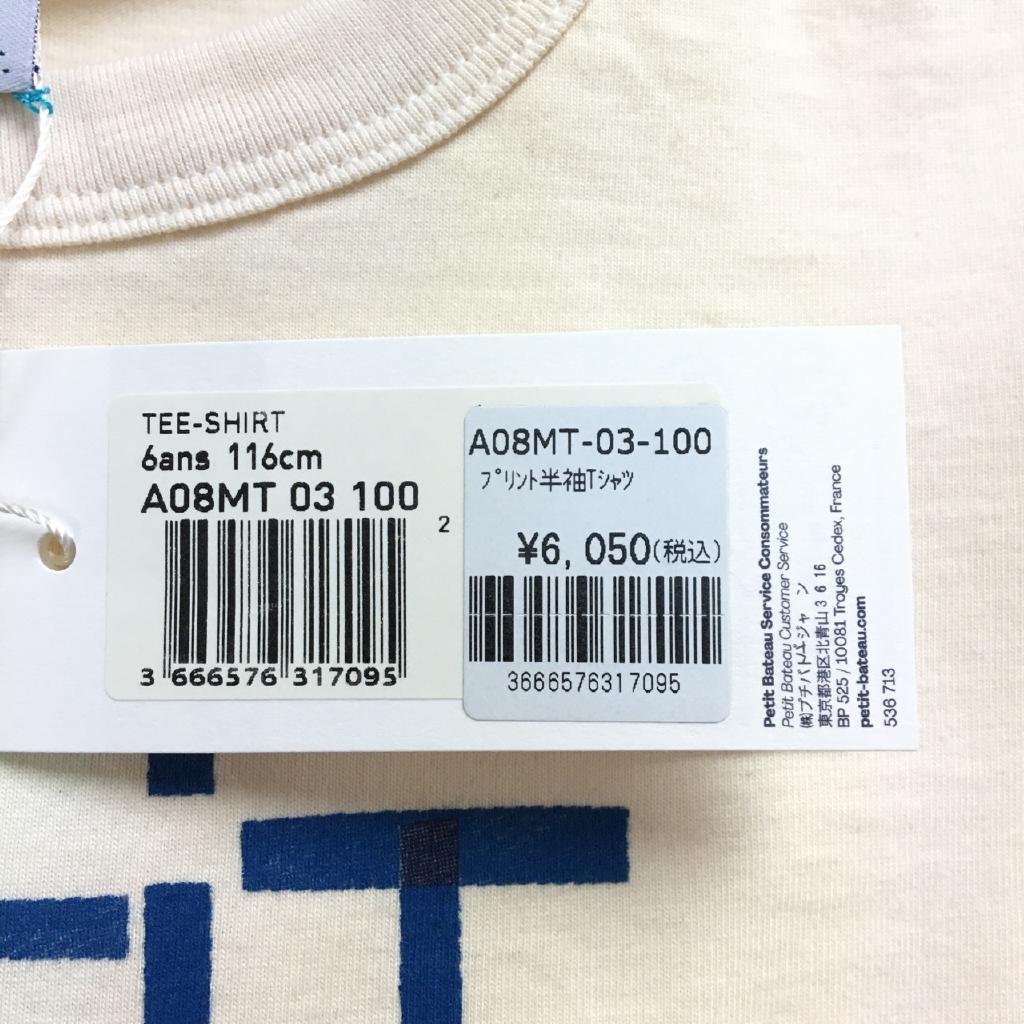 TEE-SHIRT
6ans 116cm
A08MT 03 100
2
3 666576 317095
A08MT-03-100
プリント半袖Tシャツ
¥6,050(税込)
3666576317095
Petit Bateau Service Consommateurs
Petit Bateau Customer Service
㈱プチバトー ジャパン
東京都港区北青山3 6 16
BP 525 / 10081 Troyes Cedex, France
petit-bateau.com
536 713